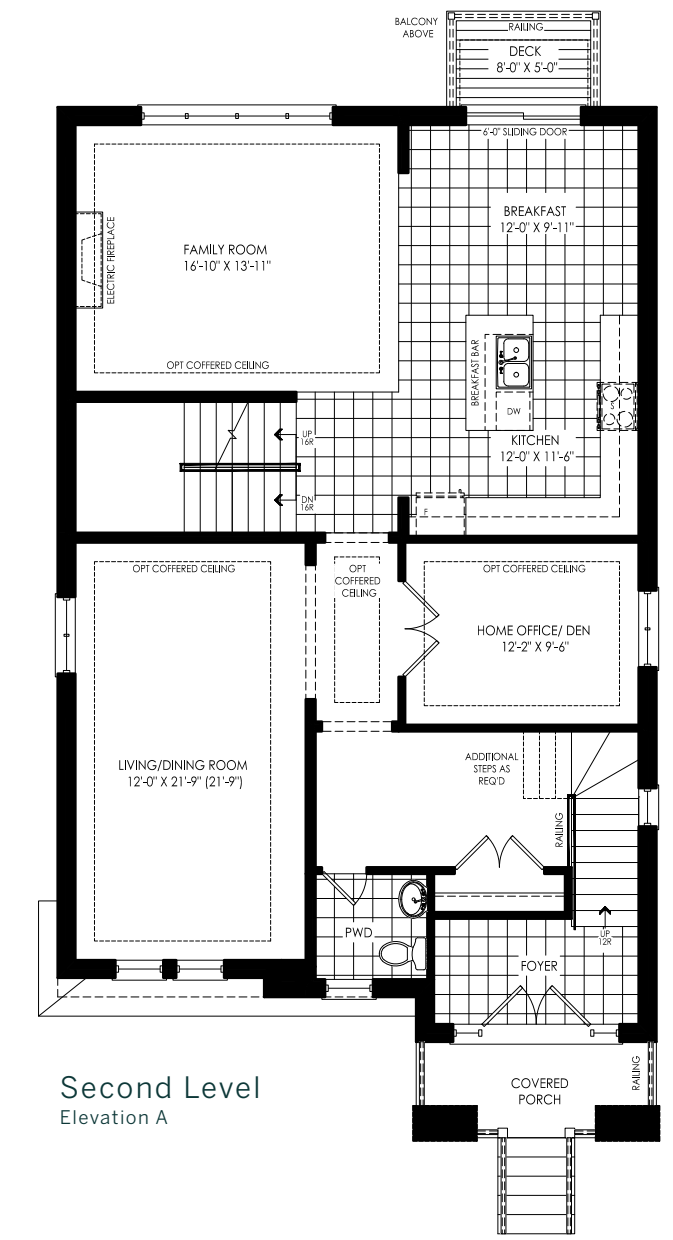 BALCONY
ABOVE
RAILING
DECK
8'-0" X 5'-0"
6'-0" SLIDING DOOR
BREAKFAST
12'-0" X 9'-11"
FAMILY ROOM
16'-10" X 13'-11"
ELECTRIC FIREPLACE
OPT COFFERED CEILING
BREAKFAST BAR
DW
S
KITCHEN
12'-0" X 11'-6"
UP
16R
DN
16R
F
OPT COFFERED CEILING
OPT
COFFERED
CEILING
OPT COFFERED CEILING
HOME OFFICE/ DEN
12'-2" X 9'-6"
LIVING/DINING ROOM
12'-0" X 21'-9" (21'-9")
ADDITIONAL
STEPS AS
REQ'D
RAILING
UP
12R
PWD
FOYER
COVERED
PORCH
RAILING
Second Level
Elevation A